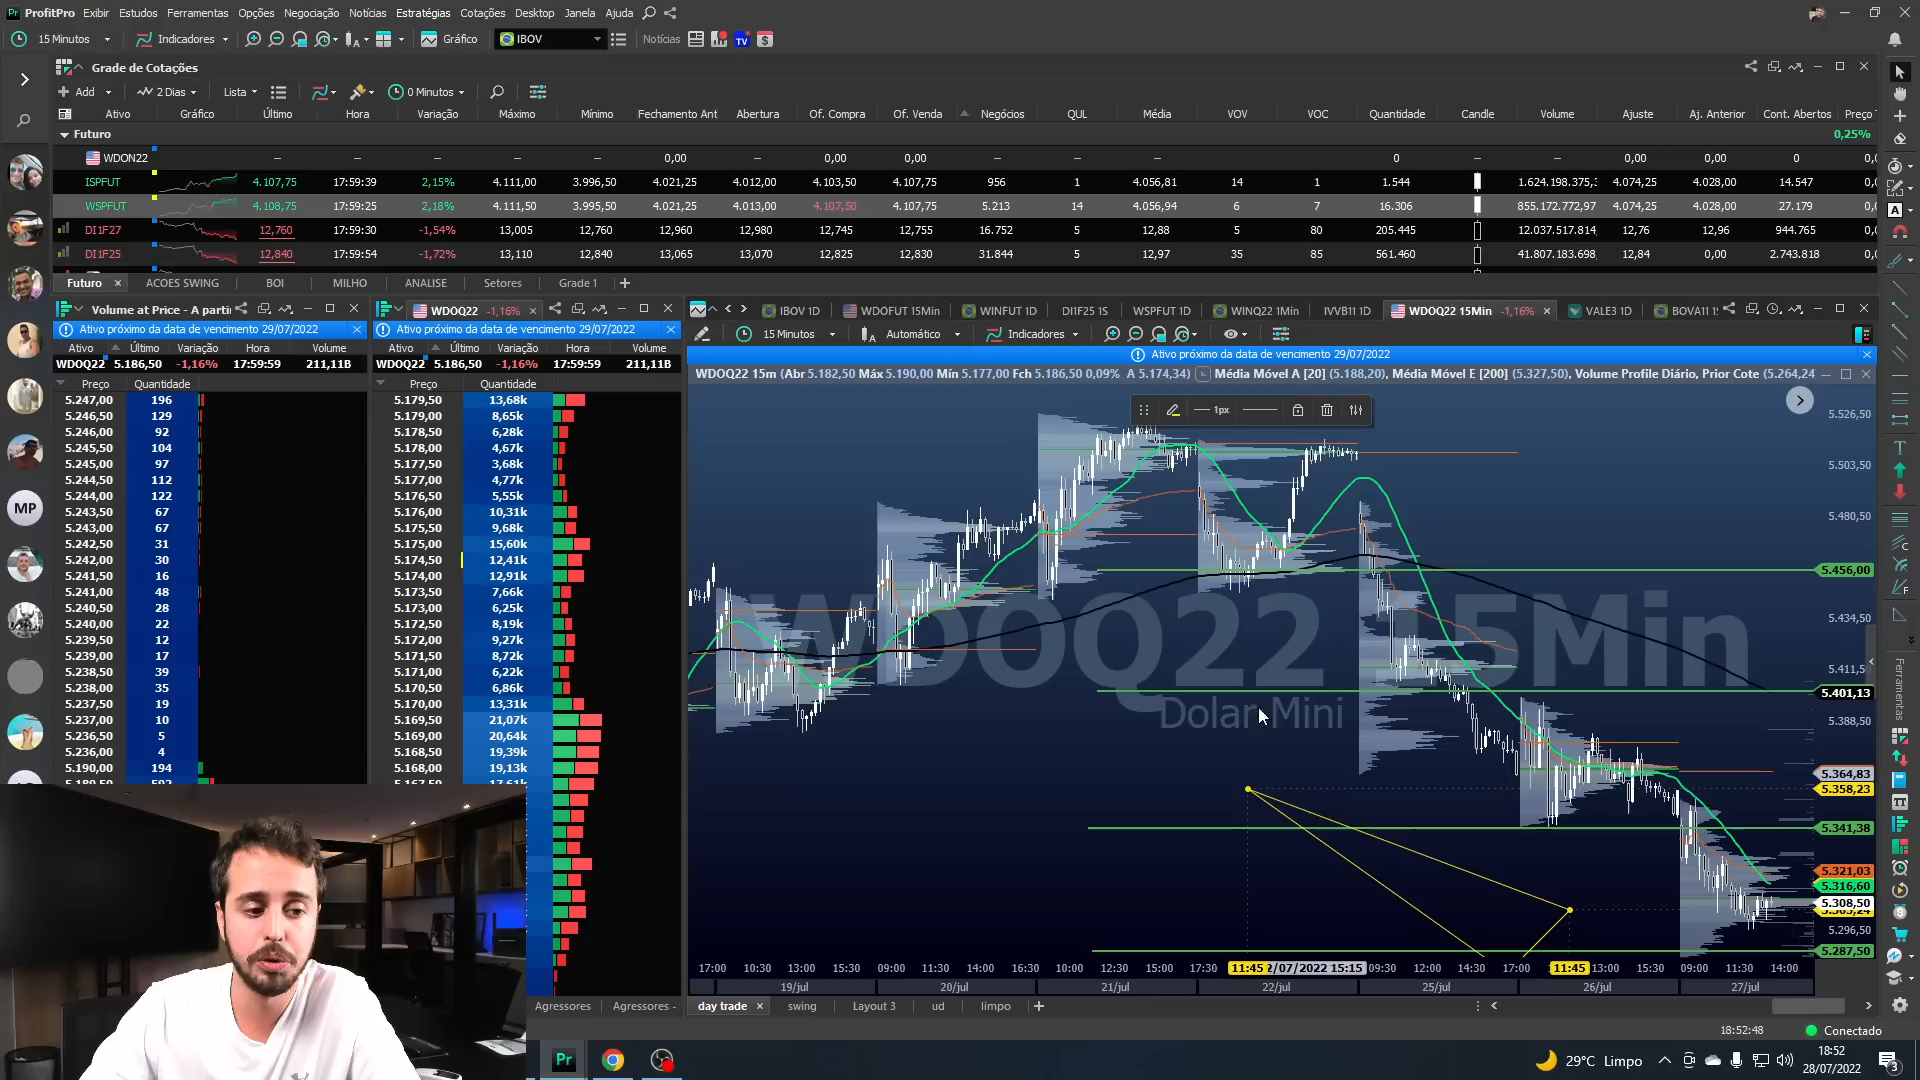 Pr ProfitPro Exibir Estudos Ferramentas Opções Negociação Notícias Estratégias Cotações Desktop Janela Ajuda
15 Minutos Indicadores Gráfico IBOV Notícias TV
Grade de Cotações
Add 2 Dias Lista 0 Minutos
Ativo Gráfico Último Hora Variação Máximo Mínimo Fechamento Ant Abertura Of. Compra Of. Venda Negócios QUL Média VOV VOC Quantidade Candle Volume Ajuste Aj. Anterior Cont. Abertos Preço
Futuro 0,25%
WDON22 – – – – – 0,00 – 0,00 0,00 – – – 0 – – 0,00 0,00 0 0,
ISPFUT 4.107,75 17:59:39 2,15% 4.111,00 3.996,50 4.021,25 4.012,00 4.103,50 4.107,75 956 1 4.056,81 14 1 1.544 1.624.198.375, 4.074,25 4.028,00 14.547 0,
WSPFUT 4.108,75 17:59:25 2,18% 4.111,50 3.995,50 4.021,25 4.013,00 4.107,50 4.107,75 5.213 14 4.056,94 6 7 16.306 855.172.772,97 4.074,25 4.028,00 27.179 0,
DI1F27 12,760 17:59:30 -1,54% 13,005 12,760 12,960 12,980 12,745 12,755 16.752 5 12,88 5 80 205.445 12.037.517.814, 12,76 12,96 944.765 0,
DI1F25 12,840 17:59:54 -1,72% 13,110 12,840 13,065 13,070 12,825 12,830 31.844 5 12,97 35 85 561.460 41.807.183.698, 12,84 0,00 2.743.818 0,
Futuro ACOES SWING BOI MILHO ANALISE Setores Grade 1
Volume at Price - A parti
Ativo próximo da data de vencimento 29/07/2022
Ativo Último Variação Hora Volume
WDOQ22 5.186,50 -1,16% 17:59:59 211,11B
Preço Quantidade
5.247,00 196
5.246,50 129
5.246,00 92
5.245,50 104
5.245,00 97
5.244,50 112
5.244,00 122
5.243,50 67
5.243,00 67
5.242,50 31
5.242,00 30
5.241,50 16
5.241,00 48
5.240,50 28
5.240,00 22
5.239,50 12
5.239,00 17
5.238,50 39
5.238,00 35
5.237,50 19
5.237,00 10
5.236,50 5
5.236,00 4
5.190,00 194
WDOQ22 -1,16%
Ativo próximo da data de vencimento 29/07/2022
Ativo Último Variação Hora Volume
WDOQ22 5.186,50 -1,16% 17:59:59 211,11B
Preço Quantidade
5.179,50 13,68k
5.179,00 8,65k
5.178,50 6,28k
5.178,00 4,67k
5.177,50 3,68k
5.177,00 4,77k
5.176,50 5,55k
5.176,00 10,31k
5.175,50 9,68k
5.175,00 15,60k
5.174,50 12,41k
5.174,00 12,91k
5.173,50 7,66k
5.173,00 6,25k
5.172,50 8,19k
5.172,00 9,27k
5.171,50 8,72k
5.171,00 6,22k
5.170,50 6,86k
5.170,00 13,31k
5.169,50 21,07k
5.169,00 20,64k
5.168,50 19,39k
5.168,00 19,13k
Agressores Agressores -
IBOV 1D WDOFUT 15Min WINFUT 1D DI1F25 1S WSPFUT 1D WINQ22 1Min IVVB11 1D WDOQ22 15Min -1,16% VALE3 1D BOVA11 1
15 Minutos Automático Indicadores
Ativo próximo da data de vencimento 29/07/2022
WDOQ22 15m (Abr 5.182,50 Máx 5.190,00 Mín 5.177,00 Fch 5.186,50 0,09% A 5.174,34) Média Móvel A [20] (5.188,20), Média Móvel E [200] (5.327,50), Volume Profile Diário, Prior Cote (5.264,24
1px
WDOQ22 15Min
Dolar Mini
5.526,50
5.503,50
5.480,50
5.456,00
5.434,50
5.411,5
5.401,13
5.388,50
5.364,83
5.358,23
5.341,38
5.321,03
5.316,60
5.308,50
5.296,50
5.287,50
17:00 10:30 13:00 15:00 17:30 09:00 11:30 14:00 16:30 10:00 12:30 15:00 17:30 11:45 2/07/2022 15:15 09:30 12:00 14:30 17:00 11:45 13:00 15:30 09:00 11:30 14:00
19/jul 20/jul 21/jul 22/jul 25/jul 26/jul 27/jul
day trade swing Layout 3 ud limpo
Ferramentas
MP
18:52:48 Conectado
Pr 29°C Limpo 18:52
28/07/2022 3